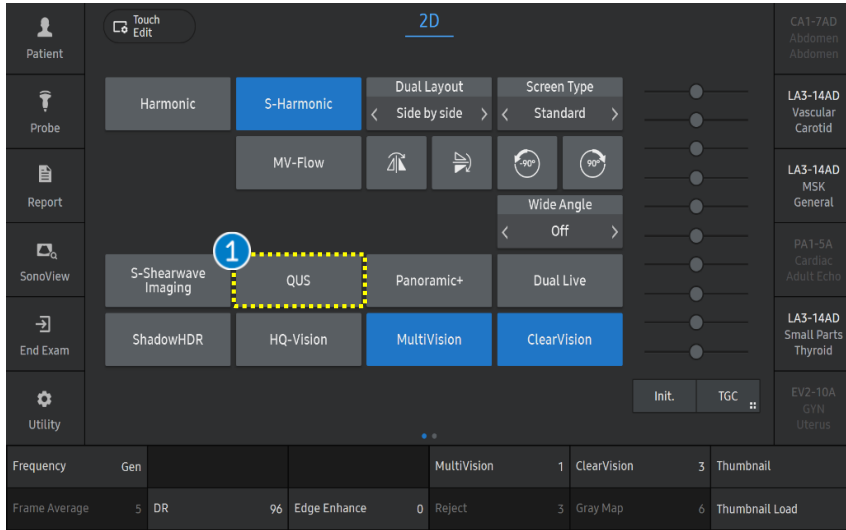 Patient
Probe
Report
SonoView
End Exam
Utility
Touch
Edit
2D
Harmonic
S-Harmonic
Dual Layout
Side by side
Screen Type
Standard
MV-Flow
-90°
90°
Wide Angle
Off
1
S-Shearwave
Imaging
QUS
Panoramic+
Dual Live
ShadowHDR
HQ-Vision
MultiVision
ClearVision
Init.
TGC
CA1-7AD
Abdomen
Abdomen
LA3-14AD
Vascular
Carotid
LA3-14AD
MSK
General
PA1-5A
Cardiac
Adult Echo
LA3-14AD
Small Parts
Thyroid
EV2-10A
GYN
Uterus
Frequency Gen
MultiVision 1
ClearVision 3
Thumbnail
Frame Average 5
DR 96
Edge Enhance 0
Reject 3
Gray Map 6
Thumbnail Load